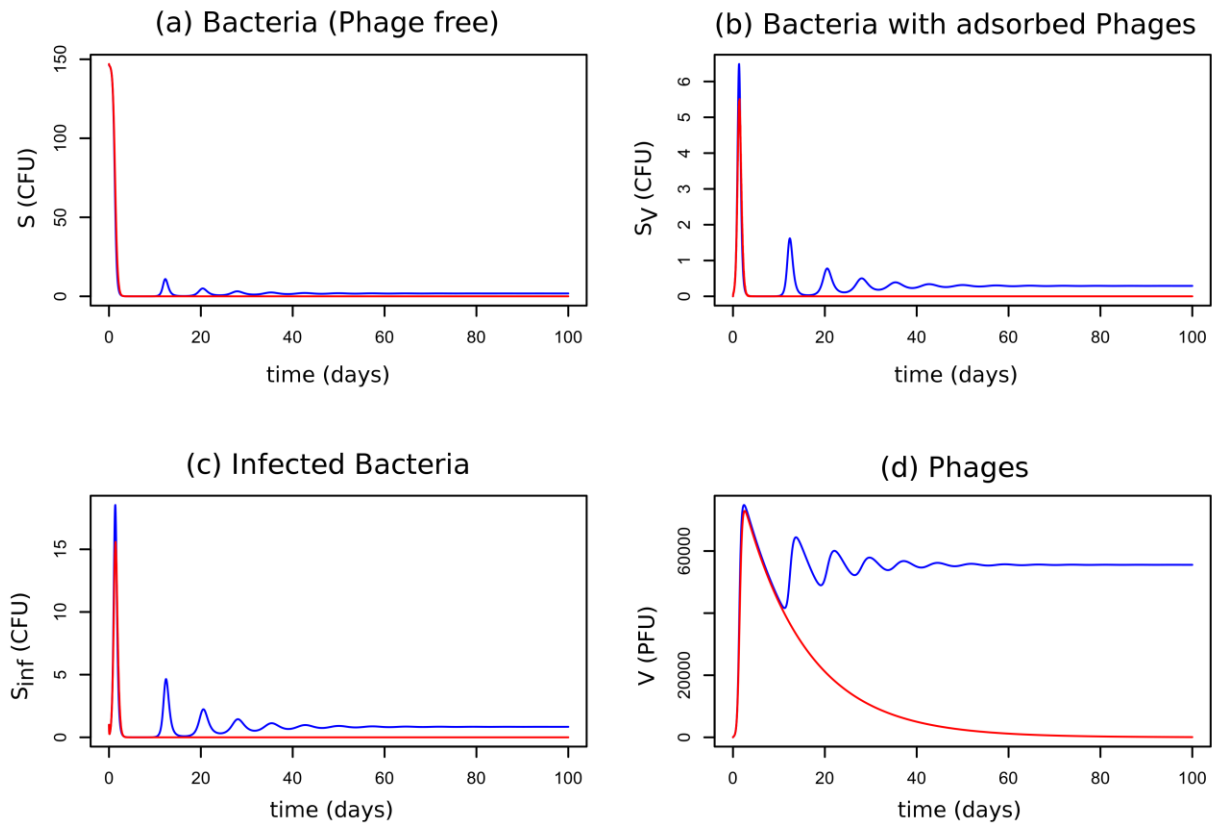 (a) Bacteria (Phage free)
S (CFU)
150
100
50
0
0 20 40 60 80 100
time (days)
(b) Bacteria with adsorbed Phages
SV (CFU)
6
5
4
3
2
1
0
0 20 40 60 80 100
time (days)
(c) Infected Bacteria
Sinf (CFU)
15
10
5
0
0 20 40 60 80 100
time (days)
(d) Phages
V (PFU)
60000
20000
0
0 20 40 60 80 100
time (days)